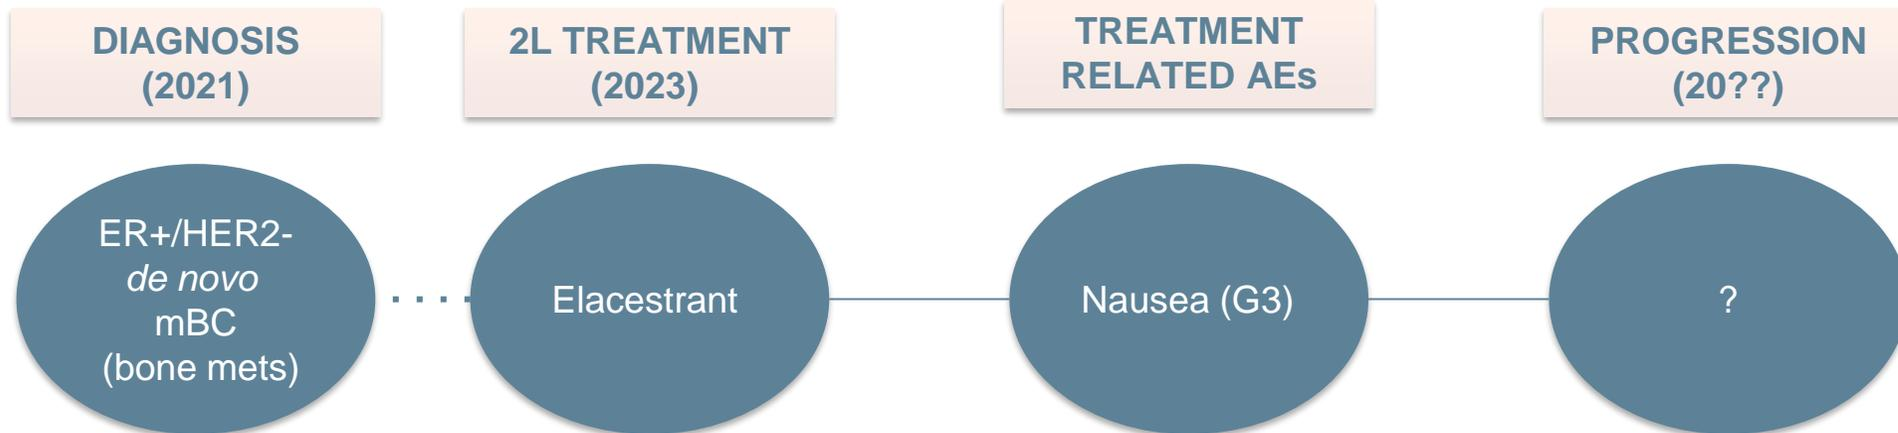 DIAGNOSIS
(2021)
2L TREATMENT
(2023)
TREATMENT
RELATED AEs
PROGRESSION
(20??)
ER+/HER2-
de novo
mBC
(bone mets)
Elacestrant
Nausea (G3)
?